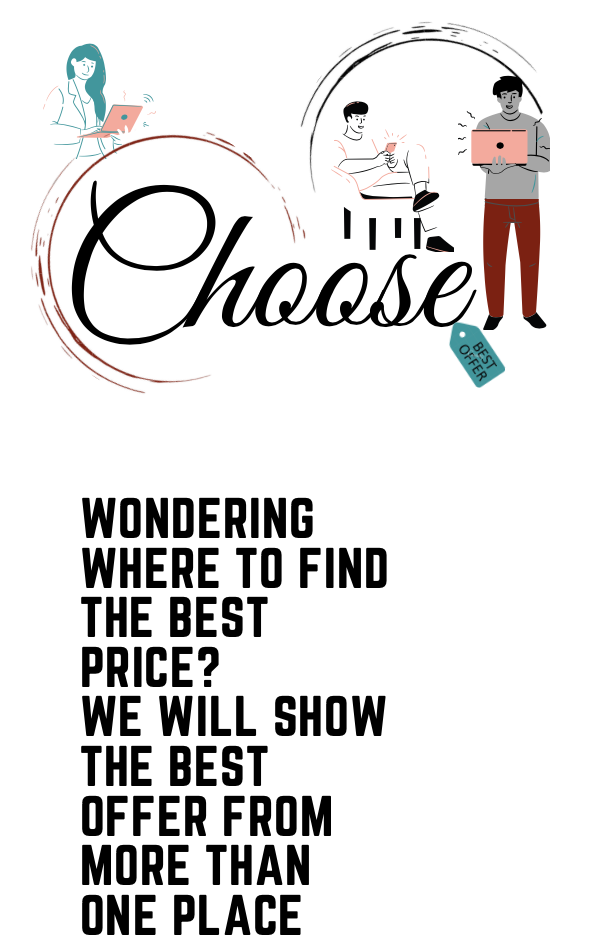 Choose
BEST
OFFER
WONDERING
WHERE TO FIND
THE BEST
PRICE?
WE WILL SHOW
THE BEST
OFFER FROM
MORE THAN
ONE PLACE